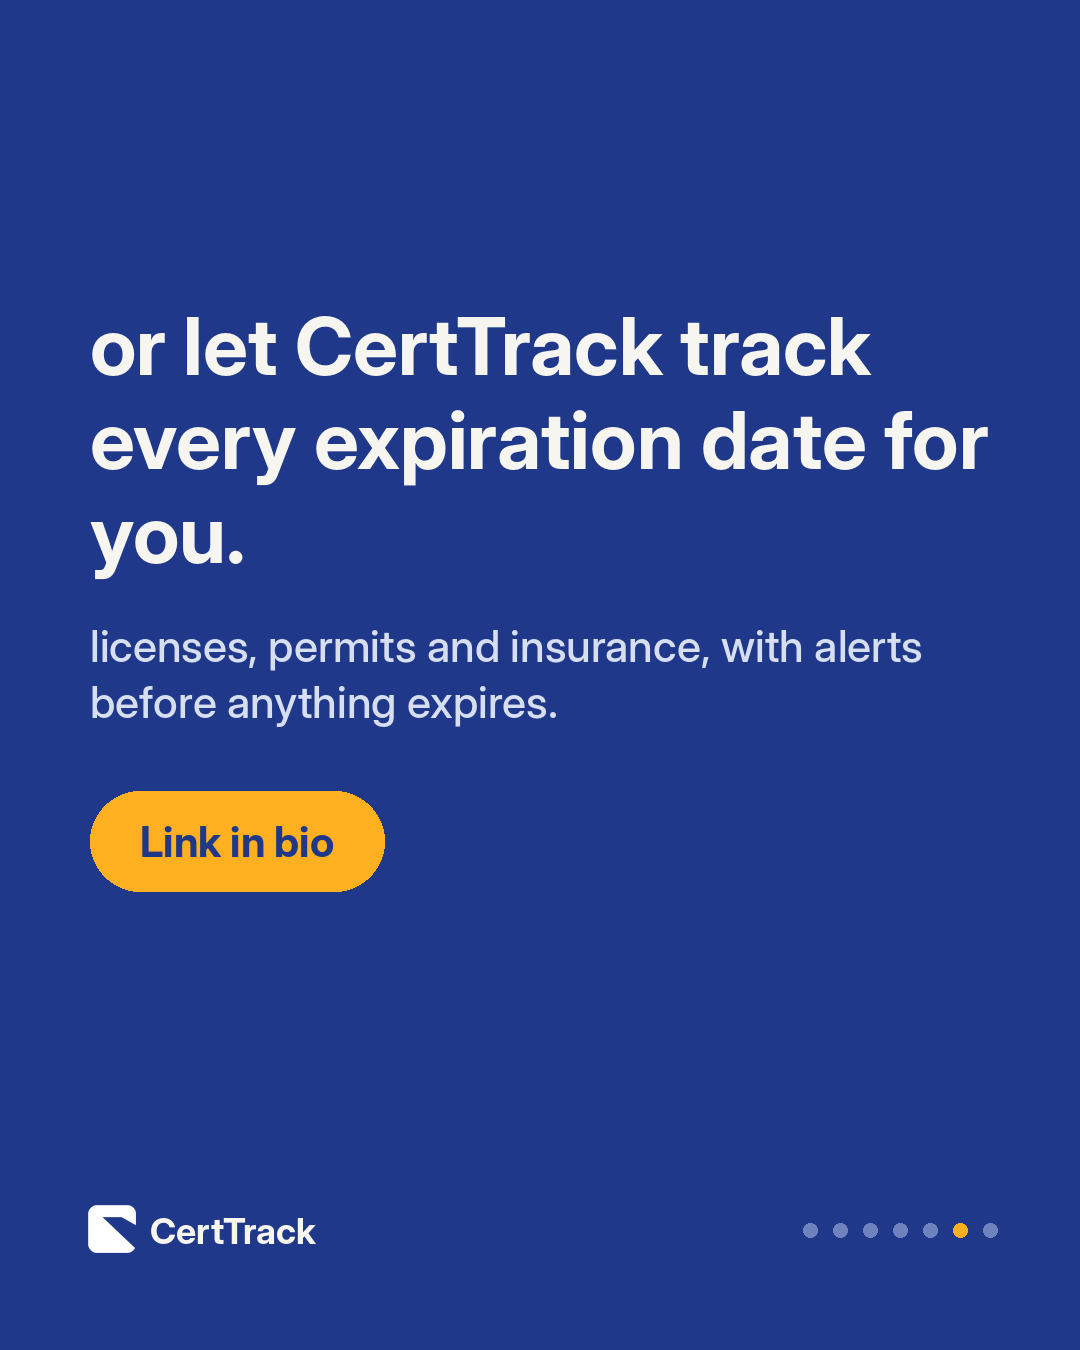 or let CertTrack track
every expiration date for
you.
licenses, permits and insurance, with alerts
before anything expires.
Link in bio
CertTrack